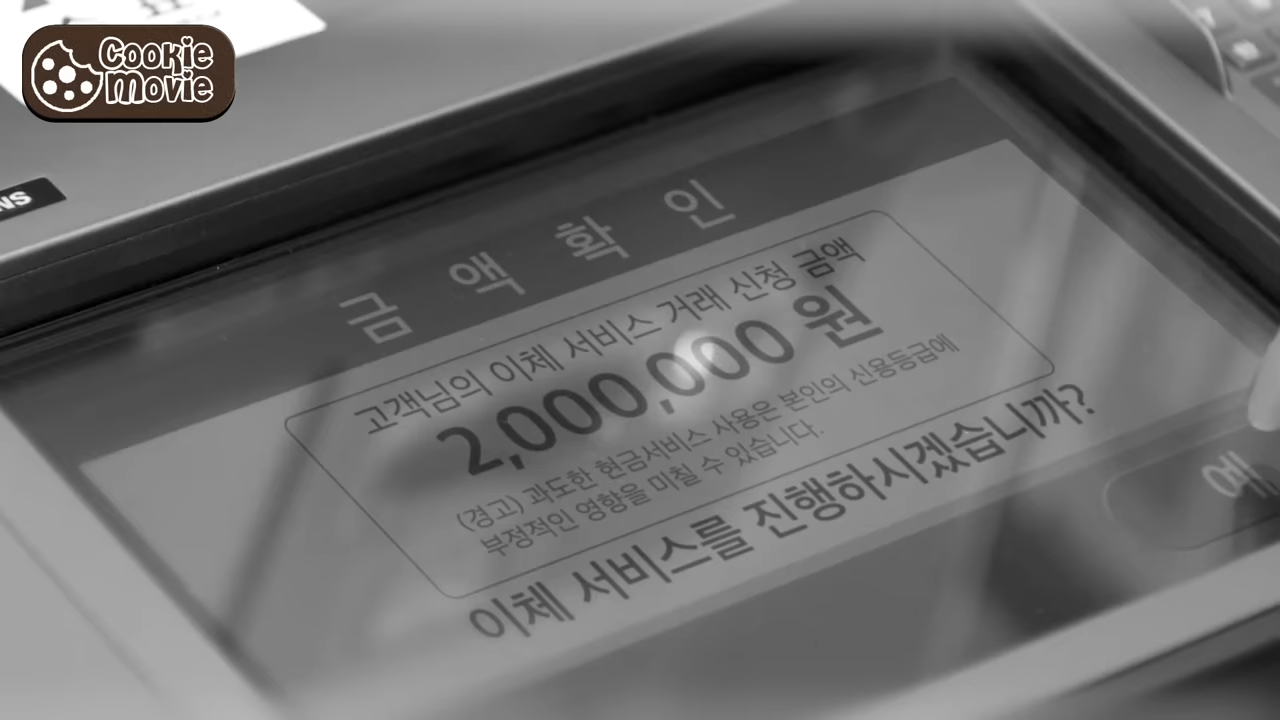 Cookie
Movie
NS
금액확인
고객님의 이체 서비스 거래 신청 금액
2,000,000 원
(경고) 과도한 현금서비스 사용은 본인의 신용등급에
부정적인 영향을 미칠 수 있습니다.
이체 서비스를 진행하시겠습니까?
예